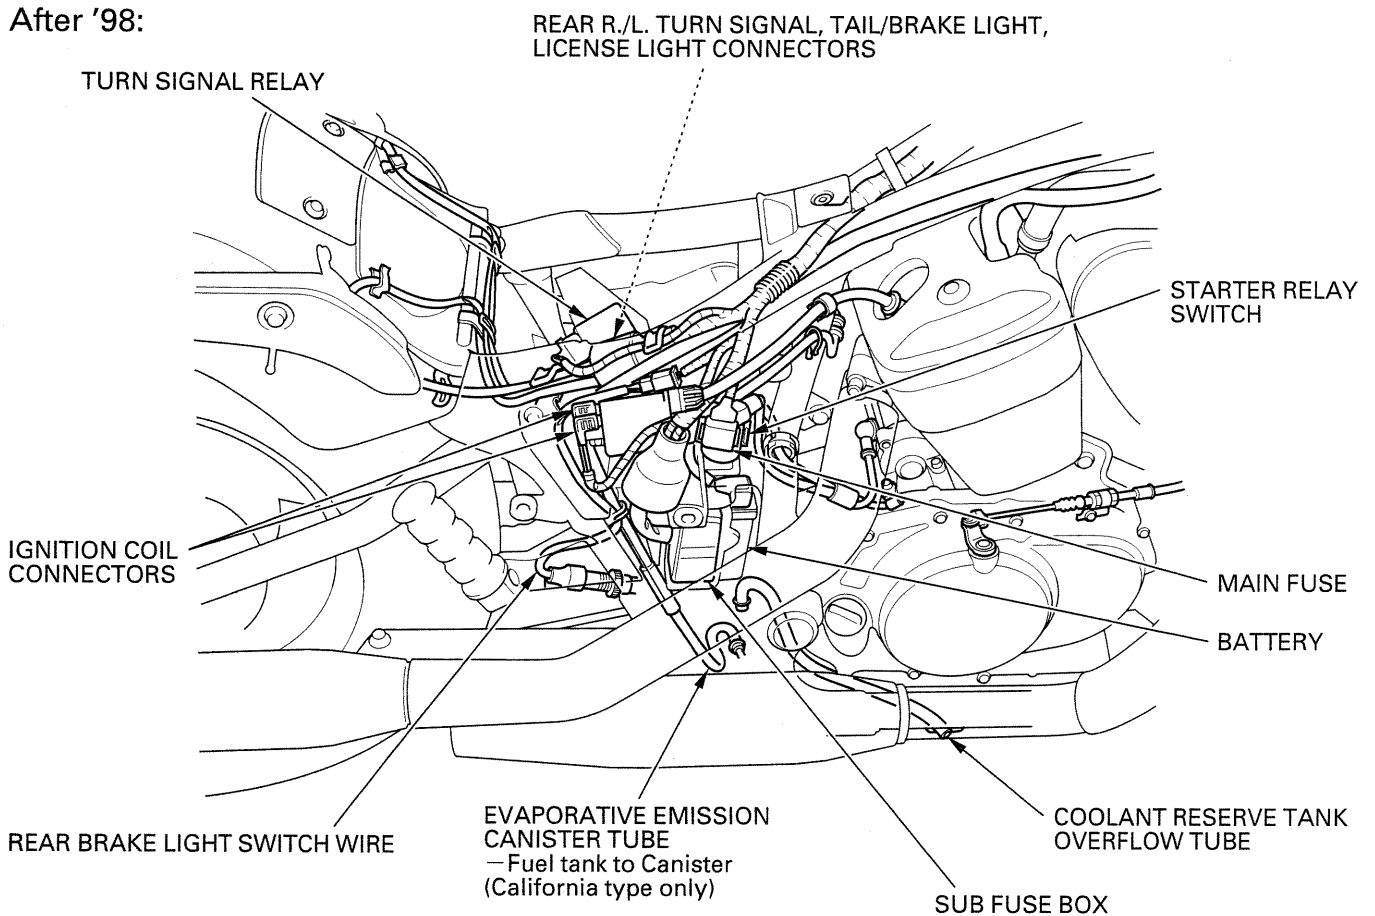 After '98:
REAR R./L. TURN SIGNAL, TAIL/BRAKE LIGHT,
LICENSE LIGHT CONNECTORS
TURN SIGNAL RELAY
STARTER RELAY
SWITCH
IGNITION COIL
CONNECTORS
MAIN FUSE
BATTERY
REAR BRAKE LIGHT SWITCH WIRE
EVAPORATIVE EMISSION
CANISTER TUBE
—Fuel tank to Canister
(California type only)
COOLANT RESERVE TANK
OVERFLOW TUBE
SUB FUSE BOX